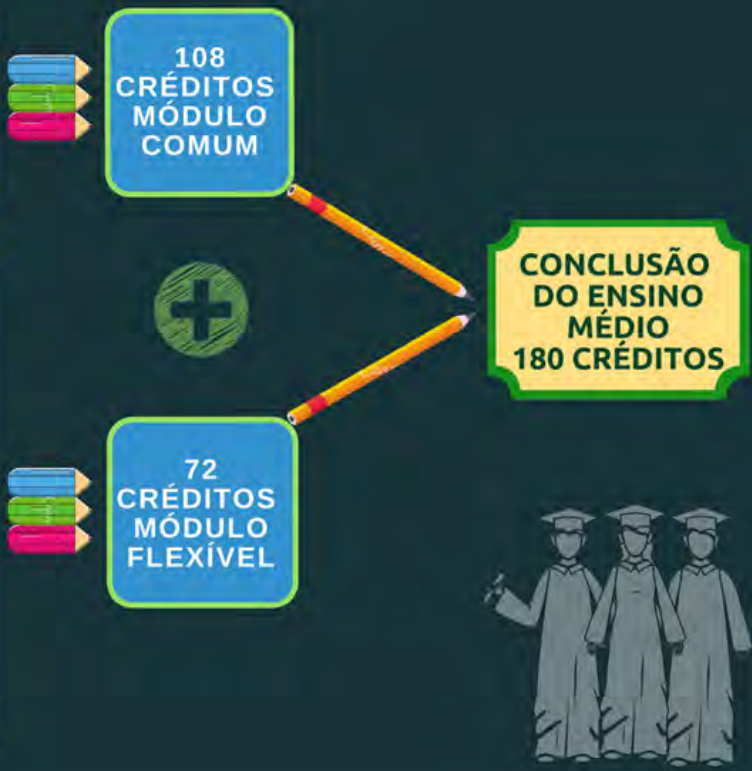 108
CRÉDITOS
MÓDULO
COMUM
CONCLUSÃO
DO ENSINO
MÉDIO
180 CRÉDITOS
72
CRÉDITOS
MÓDULO
FLEXÍVEL